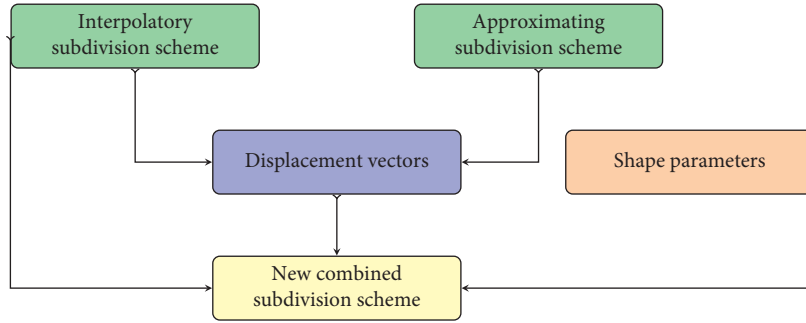 Interpolatory
subdivision scheme
Approximating
subdivision scheme
Displacement vectors
Shape parameters
New combined
subdivision scheme